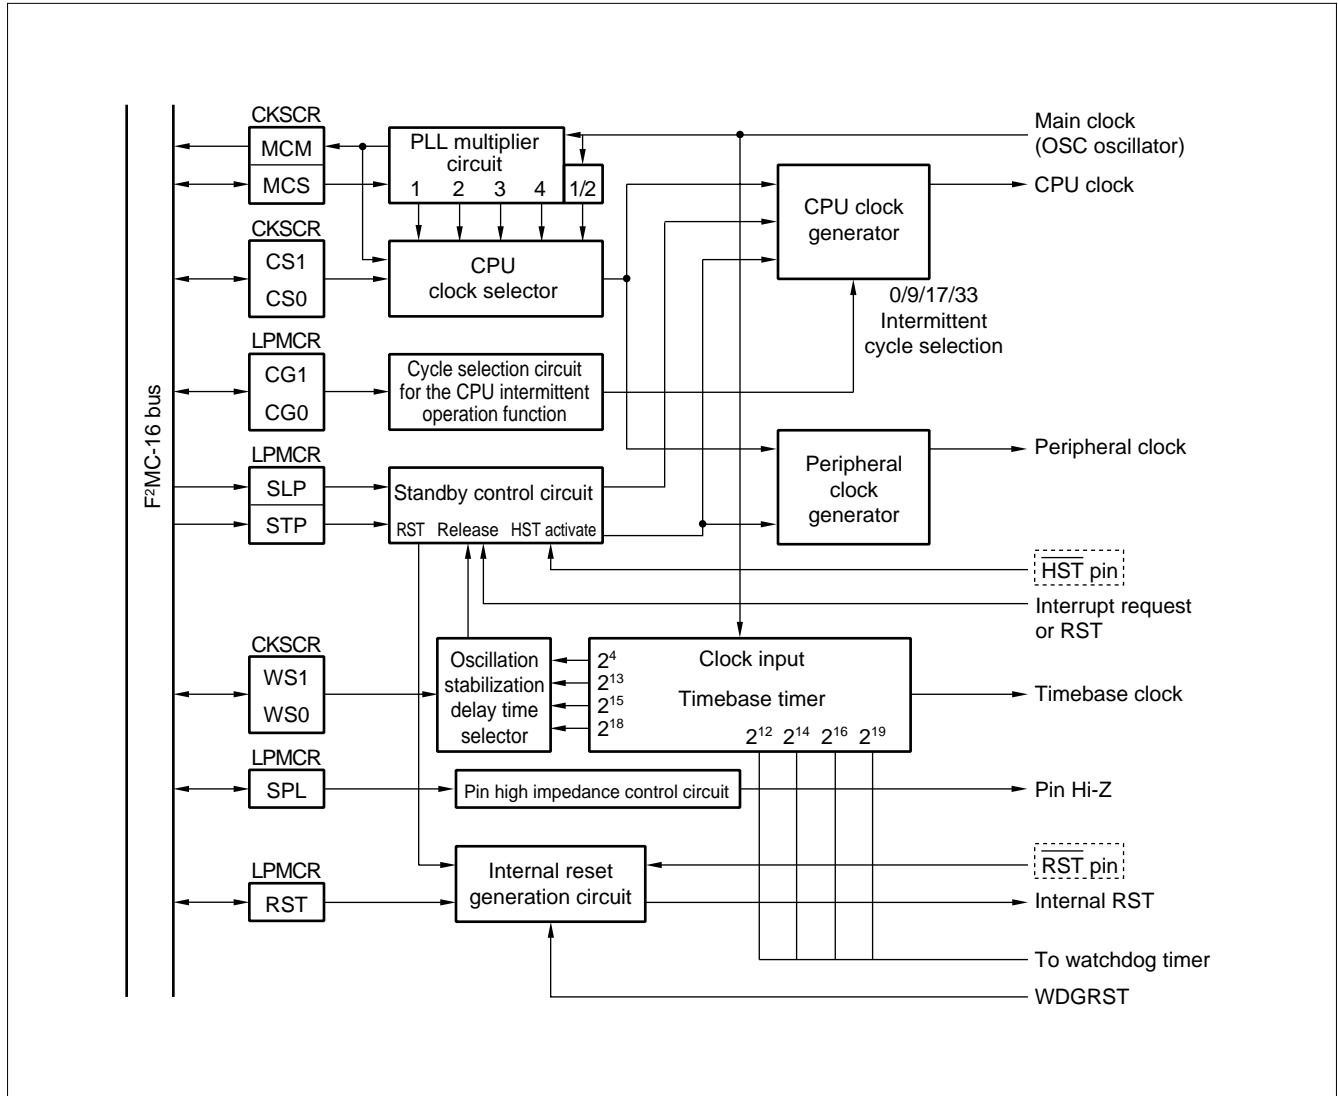 F²MC-16 bus
CKSCR
MCM
MCS
PLL multiplier
circuit
1 2 3 4 1/2
Main clock
(OSC oscillator)
CPU clock
generator
CPU clock
CKSCR
CS1
CS0
CPU
clock selector
0/9/17/33
Intermittent
cycle selection
LPMCR
CG1
CG0
Cycle selection circuit
for the CPU intermittent
operation function
LPMCR
SLP
STP
Standby control circuit
RST Release HST activate
Peripheral
clock
generator
Peripheral clock
HST pin
Interrupt request
or RST
CKSCR
WS1
WS0
Oscillation
stabilization
delay time
selector
2⁴
2¹³
2¹⁵
2¹⁸
Clock input
Timebase timer
2¹² 2¹⁴ 2¹⁶ 2¹⁹
Timebase clock
LPMCR
SPL
Pin high impedance control circuit
Pin Hi-Z
LPMCR
RST
Internal reset
generation circuit
RST pin
Internal RST
To watchdog timer
WDGRST